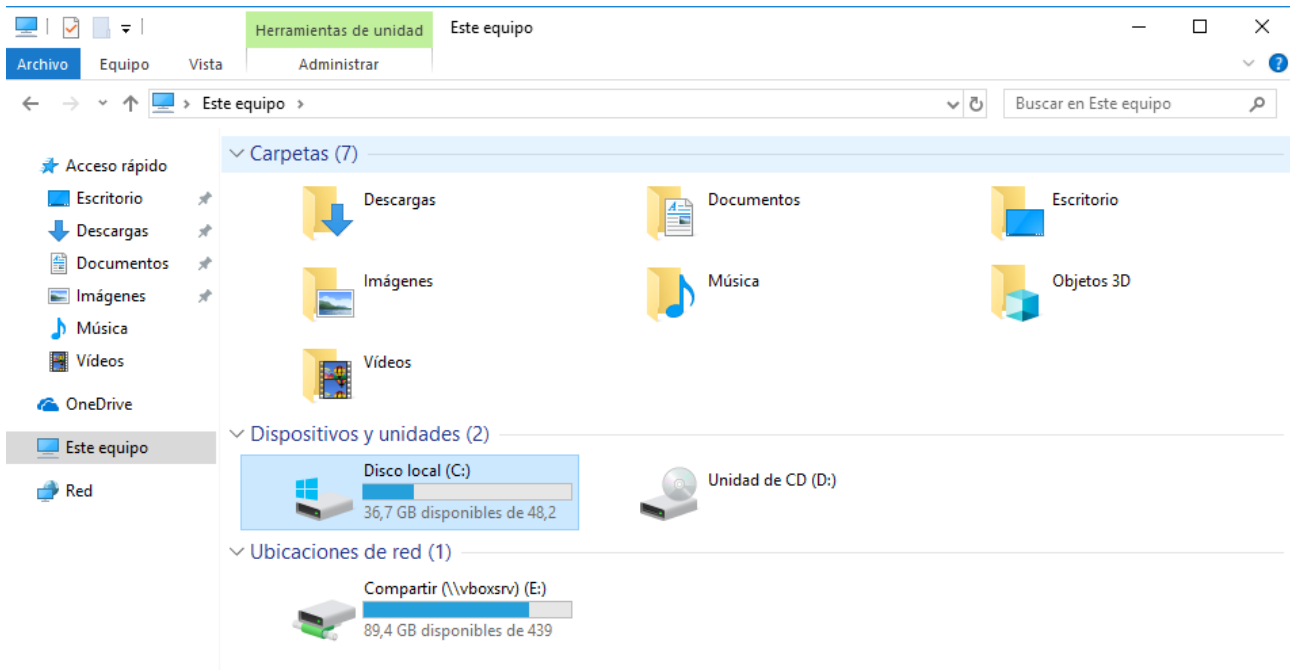 Herramientas de unidad
Este equipo
Archivo
Equipo
Vista
Administrar
?
Este equipo
Buscar en Este equipo
Acceso rápido
Escritorio
Descargas
Documentos
Imágenes
Música
Vídeos
OneDrive
Este equipo
Red
Carpetas (7)
Descargas
Documentos
Escritorio
Imágenes
Música
Objetos 3D
Vídeos
Dispositivos y unidades (2)
Disco local (C:)
36,7 GB disponibles de 48,2
Unidad de CD (D:)
Ubicaciones de red (1)
Compartir (\\vboxsrv) (E:)
89,4 GB disponibles de 439